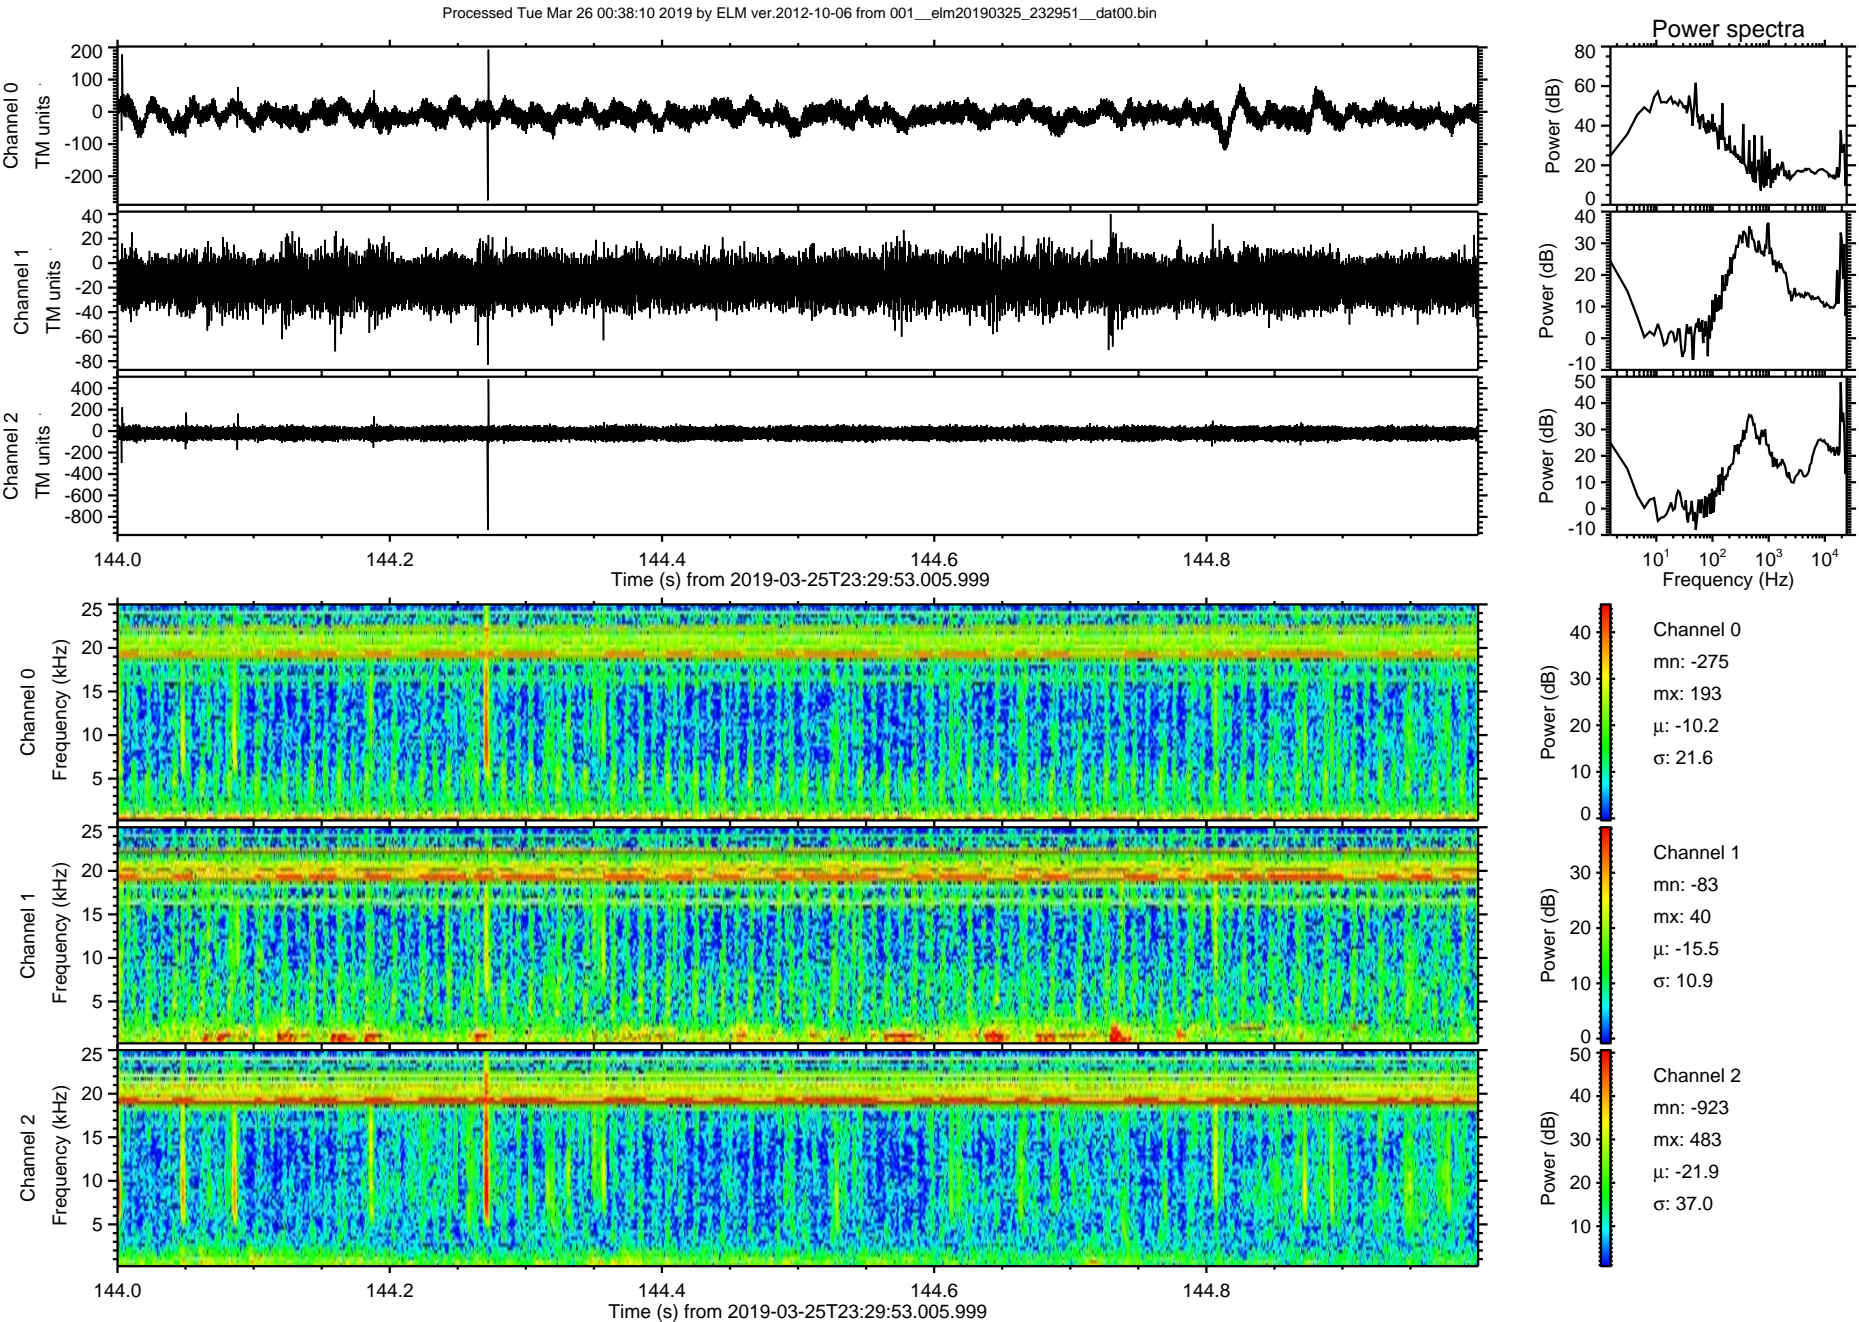 Processed Tue Mar 26 00:38:10 2019 by ELM ver.2012-10-06 from 001__elm20190325_232951__dat00.bin
Power spectra
Channel 0
TM units
200
100
0
-100
-200
Power (dB)
80
60
40
20
0
Channel 1
TM units
40
20
0
-20
-40
-60
-80
Power (dB)
40
30
20
10
0
-10
Channel 2
TM units
400
200
0
-200
-400
-600
-800
Power (dB)
50
40
30
20
10
0
-10
144.0 144.2 144.4 144.6 144.8
Time (s) from 2019-03-25T23:29:53.005.999
10¹ 10² 10³ 10⁴
Frequency (Hz)
Channel 0
Frequency (kHz)
25
20
15
10
5
Power (dB)
40
30
20
10
0
Channel 0
mn: -275
mx: 193
μ: -10.2
σ: 21.6
Channel 1
Frequency (kHz)
25
20
15
10
5
Power (dB)
30
20
10
0
Channel 1
mn: -83
mx: 40
μ: -15.5
σ: 10.9
Channel 2
Frequency (kHz)
25
20
15
10
5
Power (dB)
50
40
30
20
10
Channel 2
mn: -923
mx: 483
μ: -21.9
σ: 37.0
144.0 144.2 144.4 144.6 144.8
Time (s) from 2019-03-25T23:29:53.005.999